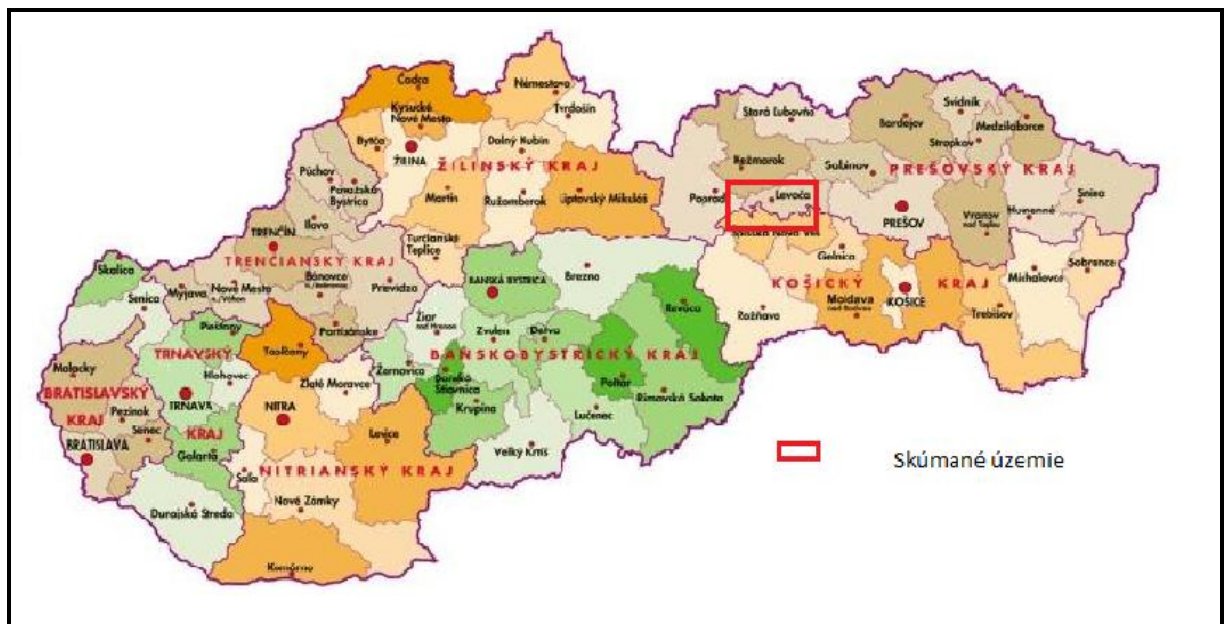 Čadca
Kysucké
Nové Mesto
Námestovo
Tvrdošín
Bytča
ŽILINA
Dolný Kubín
ŽILINSKÝ KRAJ
Martin
Ružomberok
Liptovský Mikuláš
Turčianske
Teplice
Púchov
Považská
Bystrica
Ilava
TRENČÍN
TRENČIANSKY KRAJ
Nové Mesto
Bánovce
Prievidza
Myjava
Partizánske
Skalica
Senica
Piešťany
Topoľčany
TRNAVSKÝ
KRAJ
Hlohovec
TRNAVA
Malacky
BRATISLAVSKÝ
KRAJ
Pezinok
Senec
BRATISLAVA
Galanta
Dunajská Streda
Zlaté Moravce
NITRA
Levice
NITRIANSKÝ KRAJ
Šaľa
Nové Zámky
Komárno
BANSKÁ BYSTRICA
Brezno
Žiar
nad Hronom
Zvolen
Detva
BANSKOBYSTRICKÝ KRAJ
Žarnovica
Banská
Štiavnica
Krupina
Veľký Krtíš
Lučenec
Poltár
Rimavská Sobota
Revúca
Stará Ľubovňa
Kežmarok
Poprad
Levoča
Sabinov
Bardejov
Svidník
Stropkov
Medzilaborce
PREŠOVSKÝ KRAJ
PREŠOV
Vranov
nad Topľou
Humenné
Snina
Gelnica
KOŠICKÝ KRAJ
Rožňava
Moldava
KOŠICE
Trebišov
Michalovce
Sobrance
Skúmané územie